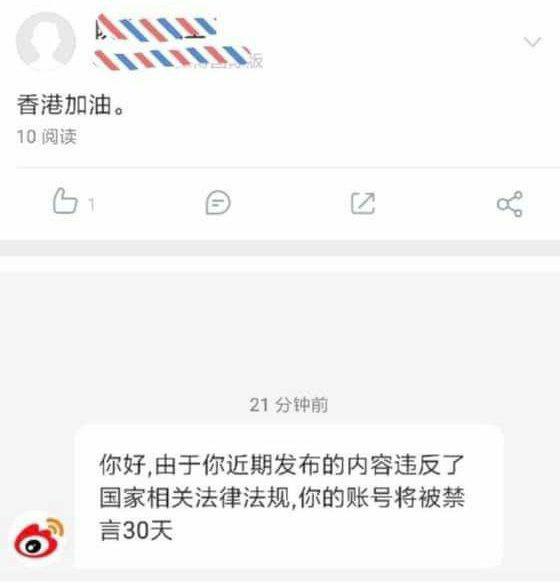 香港加油。
10 阅读
1
21 分钟前
你好,由于你近期发布的内容违反了
国家相关法律法规,你的账号将被禁
言30天